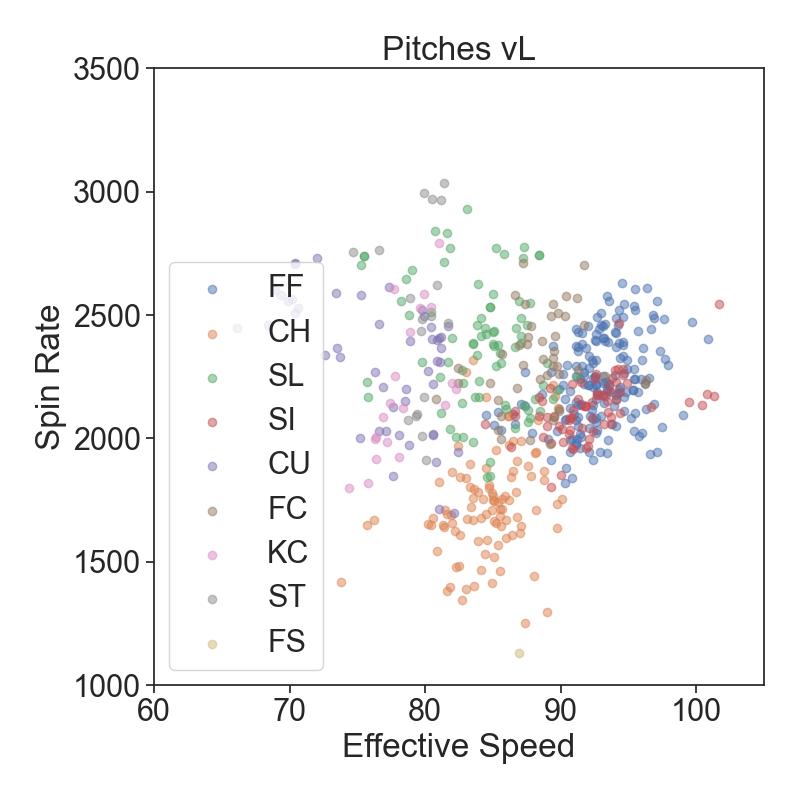 Pitches vL
3500
3000
2500
2000
1500
1000
Spin Rate
FF
CH
SL
SI
CU
FC
KC
ST
FS
60 70 80 90 100
Effective Speed